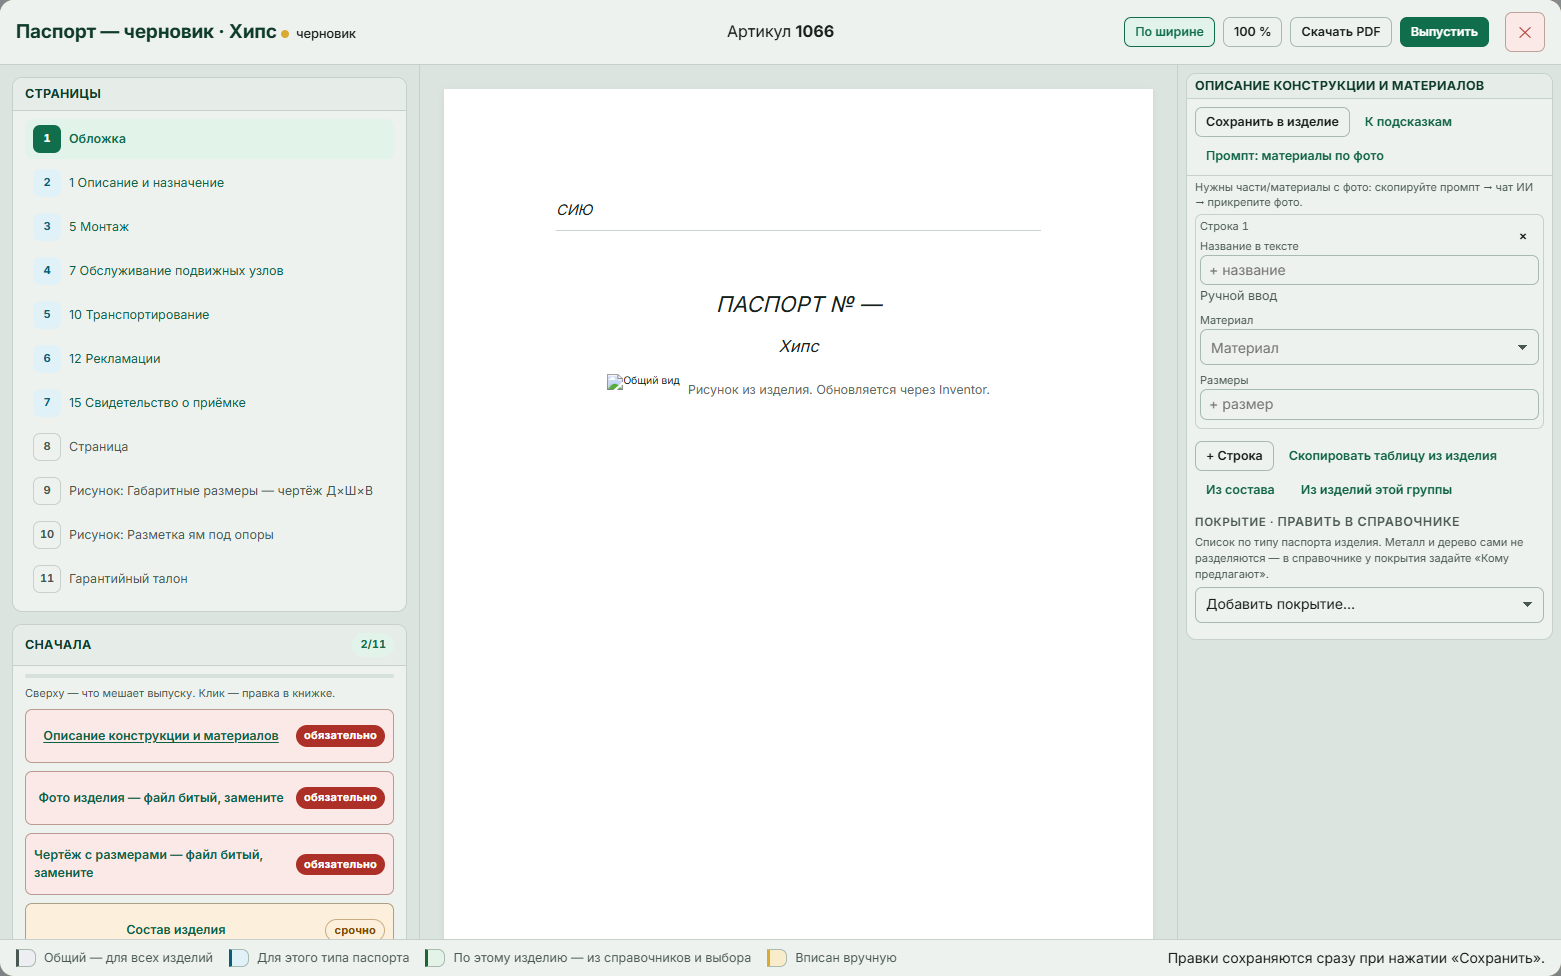 Паспорт — черновик · Хипс
черновик
Артикул 1066
По ширине
100 %
Скачать PDF
Выпустить
СТРАНИЦЫ
1 Обложка
2 1 Описание и назначение
3 5 Монтаж
4 7 Обслуживание подвижных узлов
5 10 Транспортирование
6 12 Рекламации
7 15 Свидетельство о приёмке
8 Страница
9 Рисунок: Габаритные размеры — чертёж Д×Ш×В
10 Рисунок: Разметка ям под опоры
11 Гарантийный талон
СНАЧАЛА 2/11
Сверху — что мешает выпуску. Клик — правка в книжке.
Описание конструкции и материалов обязательно
Фото изделия — файл битый, замените обязательно
Чертёж с размерами — файл битый,
замените
обязательно
Состав изделия срочно
СИЮ
ПАСПОРТ № —
Хипс
Общий вид
Рисунок из изделия. Обновляется через Inventor.
ОПИСАНИЕ КОНСТРУКЦИИ И МАТЕРИАЛОВ
Сохранить в изделие
К подсказкам
Промпт: материалы по фото
Нужны части/материалы с фото: скопируйте промпт → чат ИИ
→ прикрепите фото.
Строка 1
×
Название в тексте
+ название
Ручной ввод
Материал
Материал
Размеры
+ размер
+ Строка
Скопировать таблицу из изделия
Из состава
Из изделий этой группы
ПОКРЫТИЕ · ПРАВИТЬ В СПРАВОЧНИКЕ
Список по типу паспорта изделия. Металл и дерево сами не
разделяются — в справочнике у покрытия задайте «Кому
предлагают».
Добавить покрытие...
Общий — для всех изделий
Для этого типа паспорта
По этому изделию — из справочников и выбора
Вписан вручную
Правки сохраняются сразу при нажатии «Сохранить».